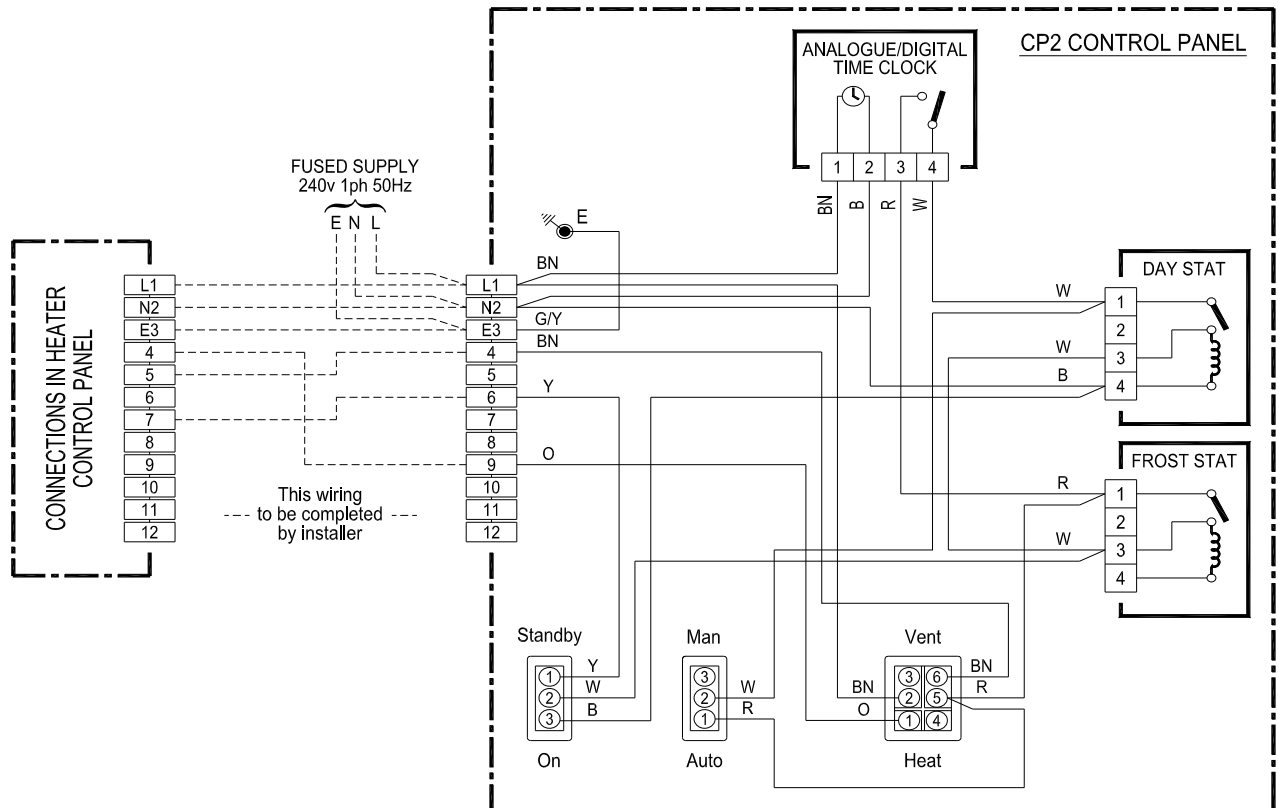 CP2 CONTROL PANEL
ANALOGUE/DIGITAL
TIME CLOCK
1 2 3 4
BN B R W
FUSED SUPPLY
240v 1ph 50Hz
E N L
E
CONNECTIONS IN HEATER
CONTROL PANEL
L1
N2
E3
4
5
6
7
8
9
10
11
12
This wiring
to be completed
by installer
L1
N2
E3
4
5
6
7
8
9
10
11
12
BN
G/Y
BN
Y
O
DAY STAT
W
W
B
1
2
3
4
FROST STAT
R
W
1
2
3
4
Standby
1 Y
2 W
3 B
On
Man
3
2 W
1 R
Auto
Vent
3 6 BN
BN 2 5 R
O 1 4
Heat